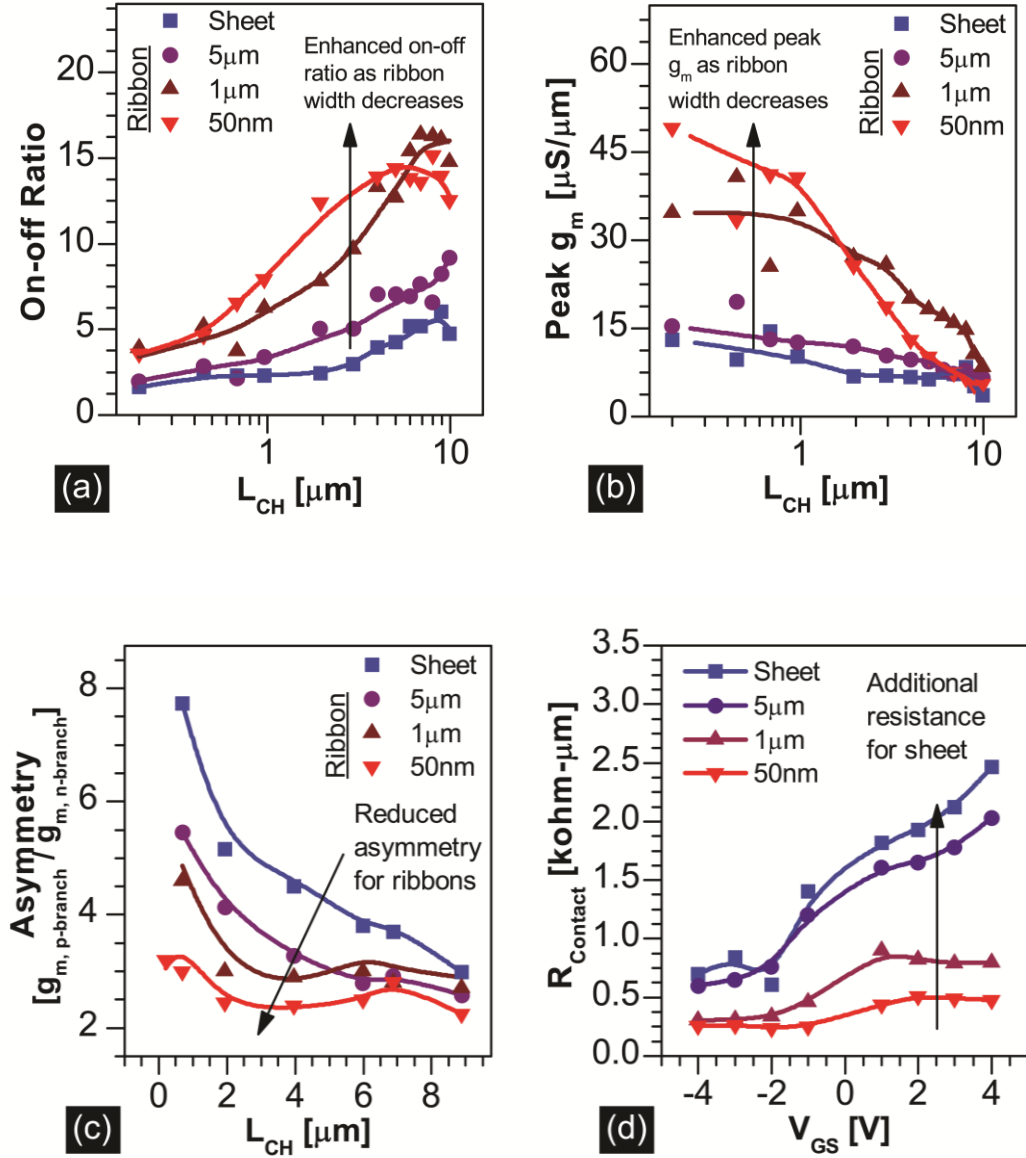 Sheet
5μm
1μm
50nm
Ribbon
Enhanced on-off
ratio as ribbon
width decreases
20
15
10
5
0
On-off Ratio
1
10
L_CH [μm]
(a)
Sheet
5μm
1μm
50nm
Ribbon
Enhanced peak
g_m as ribbon
width decreases
60
45
30
15
0
Peak g_m [μS/μm]
1
10
L_CH [μm]
(b)
Sheet
5μm
1μm
50nm
Ribbon
Reduced
asymmetry
for ribbons
8
6
4
2
Asymmetry
[g_m, p-branch/g_m, n-branch]
0 2 4 6 8
L_CH [μm]
(c)
Sheet
5μm
1μm
50nm
Additional
resistance
for sheet
3.5
3.0
2.5
2.0
1.5
1.0
0.5
0.0
R_Contact [kohm-μm]
-4 -2 0 2 4
V_GS [V]
(d)